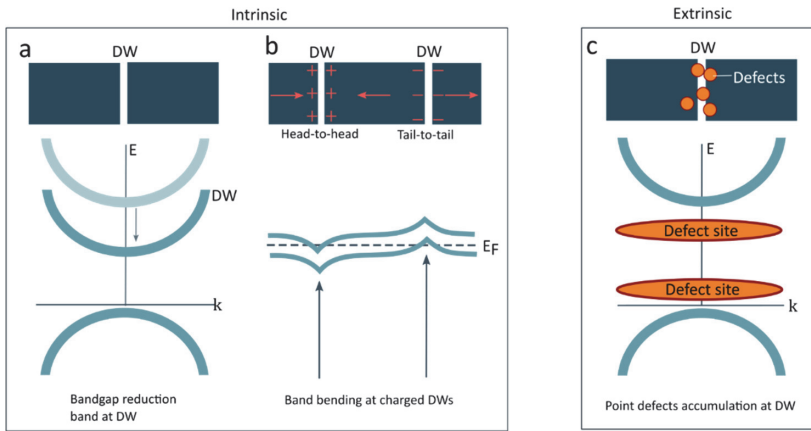 Intrinsic
Extrinsic
a
DW
E
DW
k
Bandgap reduction
band at DW
b
DW
DW
+ +
+ +
+ +
— —
— —
— —
Head-to-head
Tail-to-tail
E_F
Band bending at charged DWs
c
DW
Defects
E
Defect site
Defect site
k
Point defects accumulation at DW